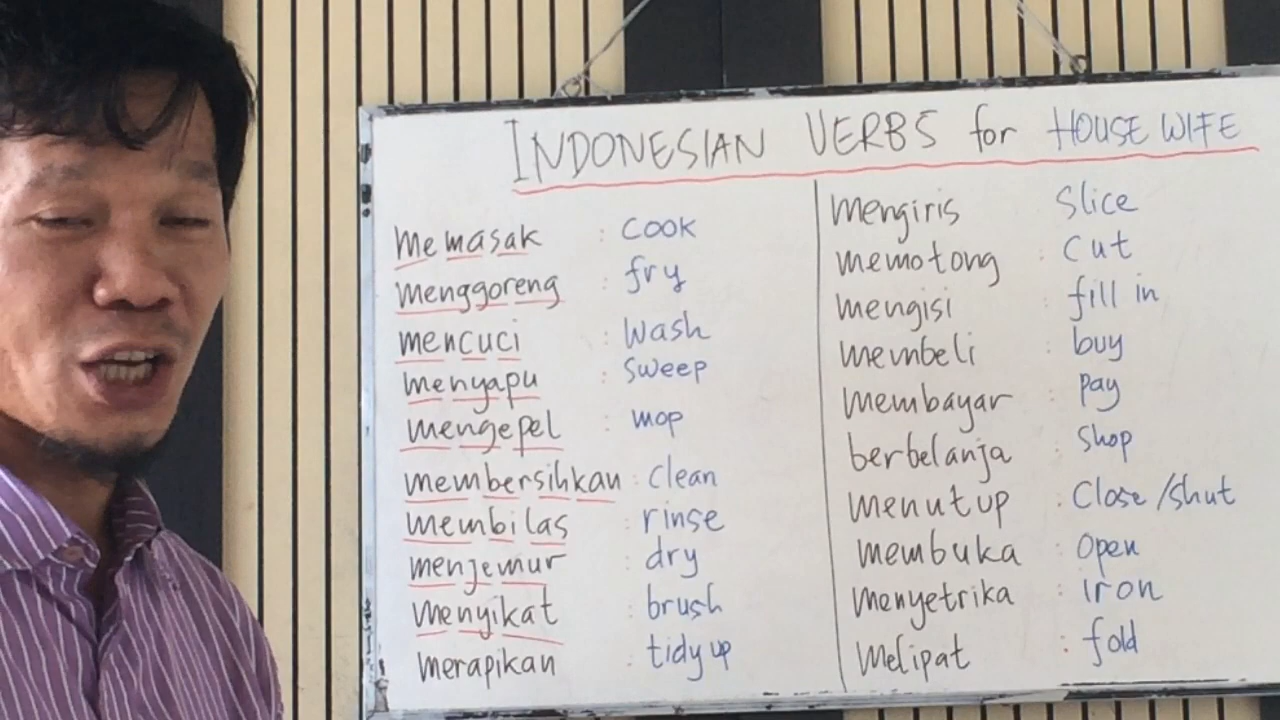 INDONESIAN VERBS for HOUSE WIFE
Memasak : Cook
menggoreng : fry
mencuci : Wash
menyapu : Sweep
mengepel : mop
membersihkan : Clean
membilas : rinse
menjemur : dry
Menyikat : brush
merapikan : tidy up
Mengiris Slice
memotong : Cut
mengisi : fill in
membeli : buy
Membayar : Pay
berbelanja : Shop
menutup : Close /shut
membuka : Open
menyetrika : Iron
Melipat : fold